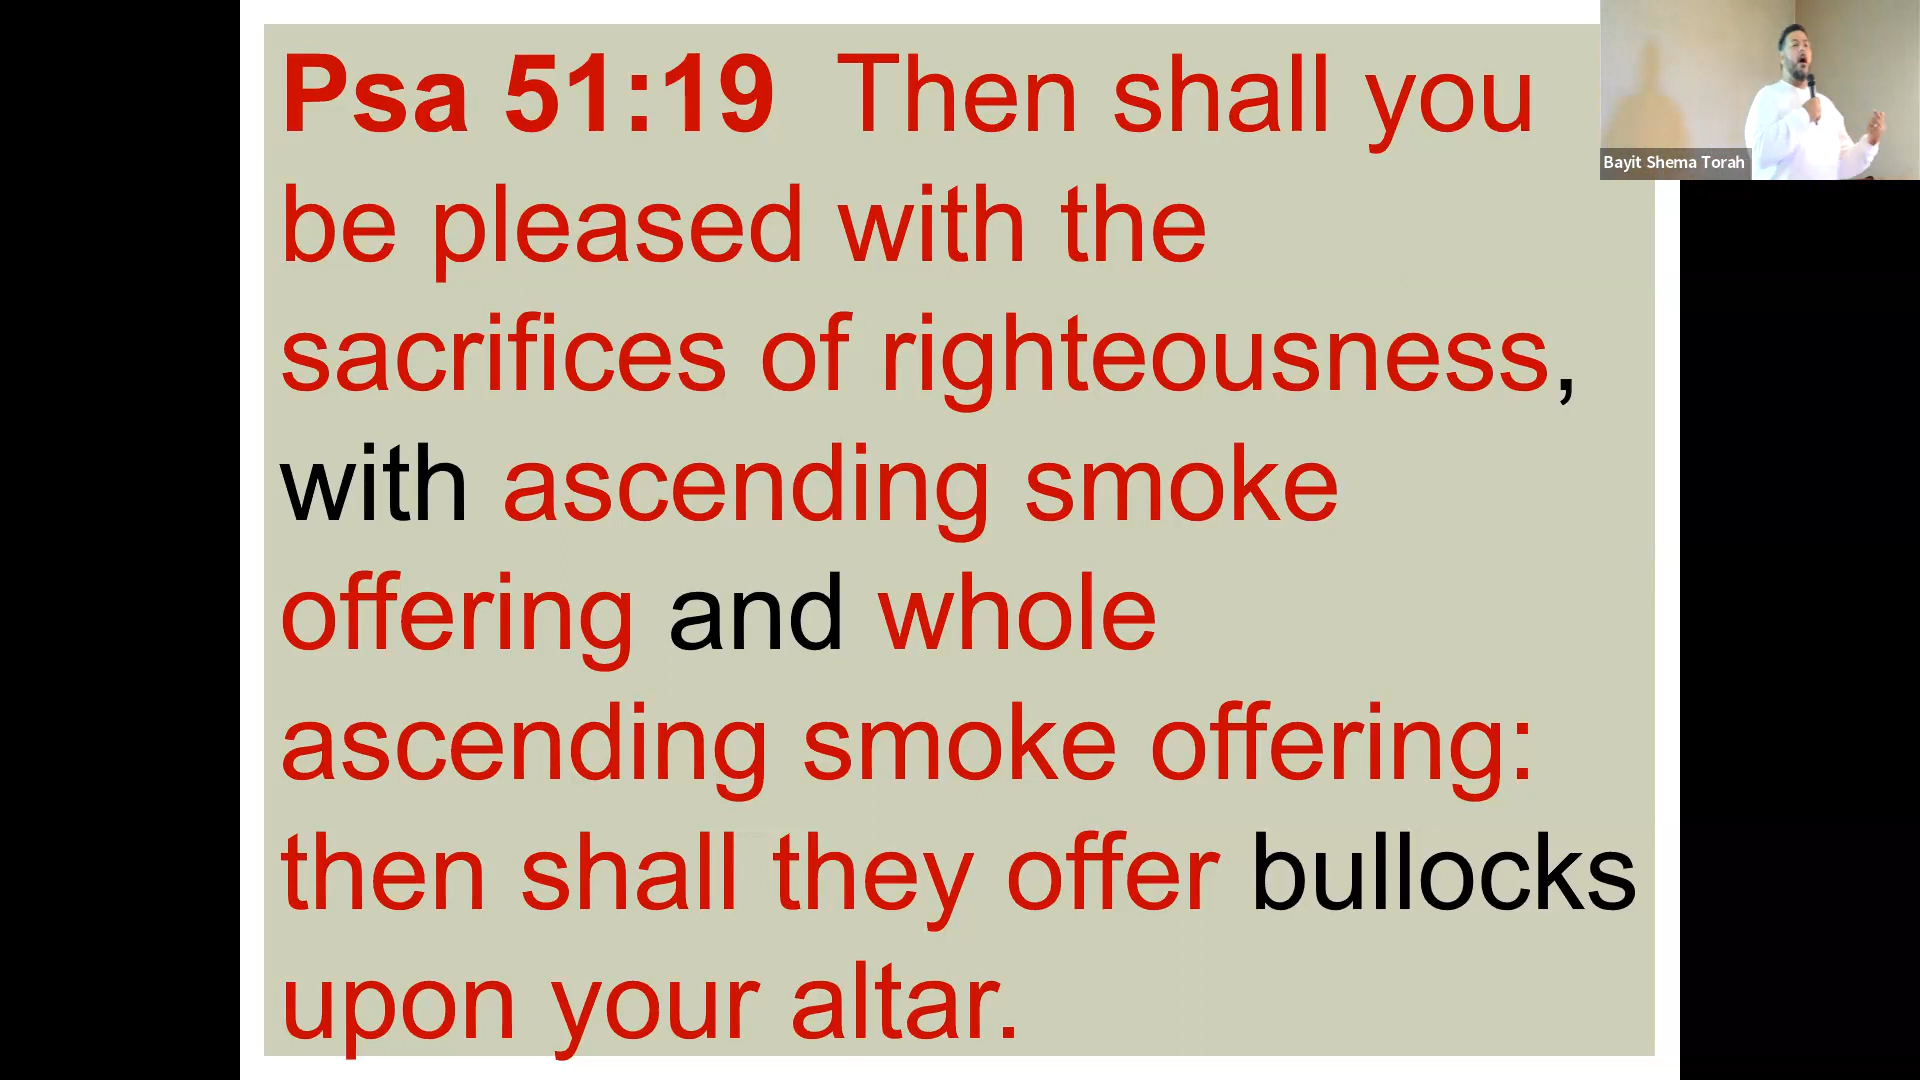 Psa 51:19 Then shall you
be pleased with the
sacrifices of righteousness,
with ascending smoke
offering and whole
ascending smoke offering:
then shall they offer bullocks
upon your altar.
Bayit Shema Torah